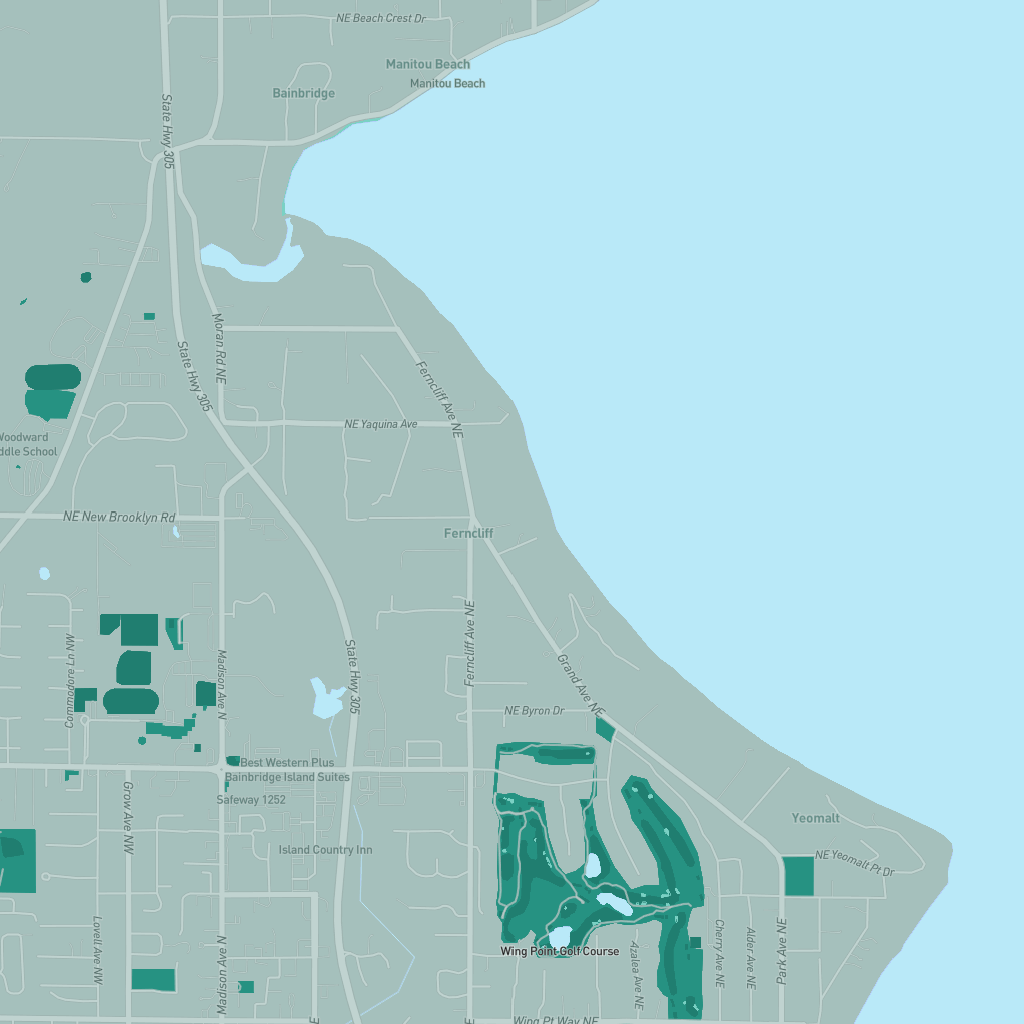 NE Beach Crest Dr
Manitou Beach
Manitou Beach
Bainbridge
State Hwy 305
Moran Rd NE
State Hwy 305
Ferncliff Ave NE
NE Yaquina Ave
Woodward
ddle School
NE New Brooklyn Rd
Ferncliff
Ferncliff Ave NE
Commodore Ln NW
Madison Ave N
State Hwy 305
Grand Ave NE
NE Byron Dr
Best Western Plus
Bainbridge Island Suites
Safeway 1252
Grow Ave NW
Island Country Inn
Yeomalt
NE Yeomalt Pt Dr
Lovell Ave NW
Madison Ave N
Wing Point Golf Course
Azalea Ave NE
Cherry Ave NE
Alder Ave NE
Park Ave NE
E
E
Wing Pt Way NE